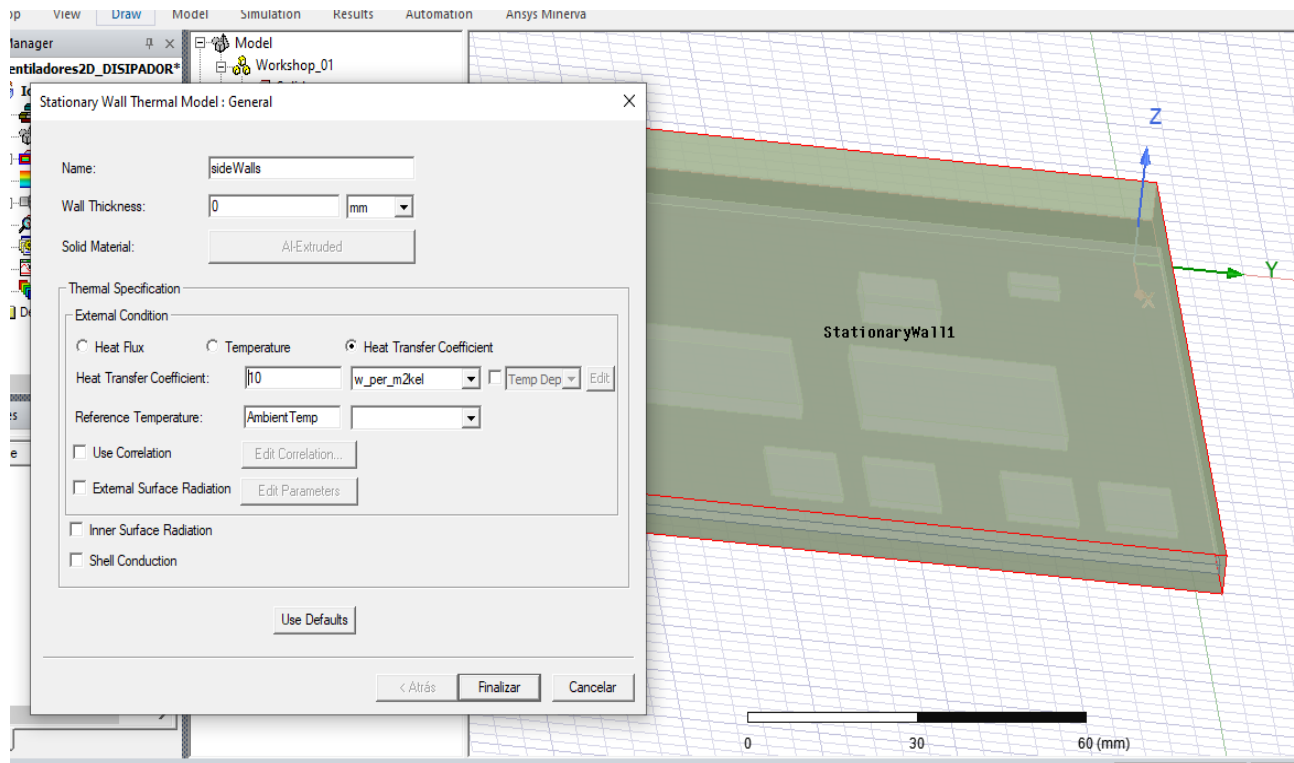 op View Draw Model Simulation Results Automation Ansys Minerva
Manager
Model
entiladores2D_DISIPADOR*
Workshop_01
Stationary Wall Thermal Model : General
Name: sideWalls
Wall Thickness: 0 mm
Solid Material: Al-Extruded
Thermal Specification
External Condition
Heat Flux Temperature Heat Transfer Coefficient
Heat Transfer Coefficient: 10 w_per_m2kel Temp Dep Edit
Reference Temperature: AmbientTemp
Use Correlation Edit Correlation...
External Surface Radiation Edit Parameters
Inner Surface Radiation
Shell Conduction
Use Defaults
< Atrás Finalizar Cancelar
Z
Y
X
StationaryWall1
0 30 60 (mm)